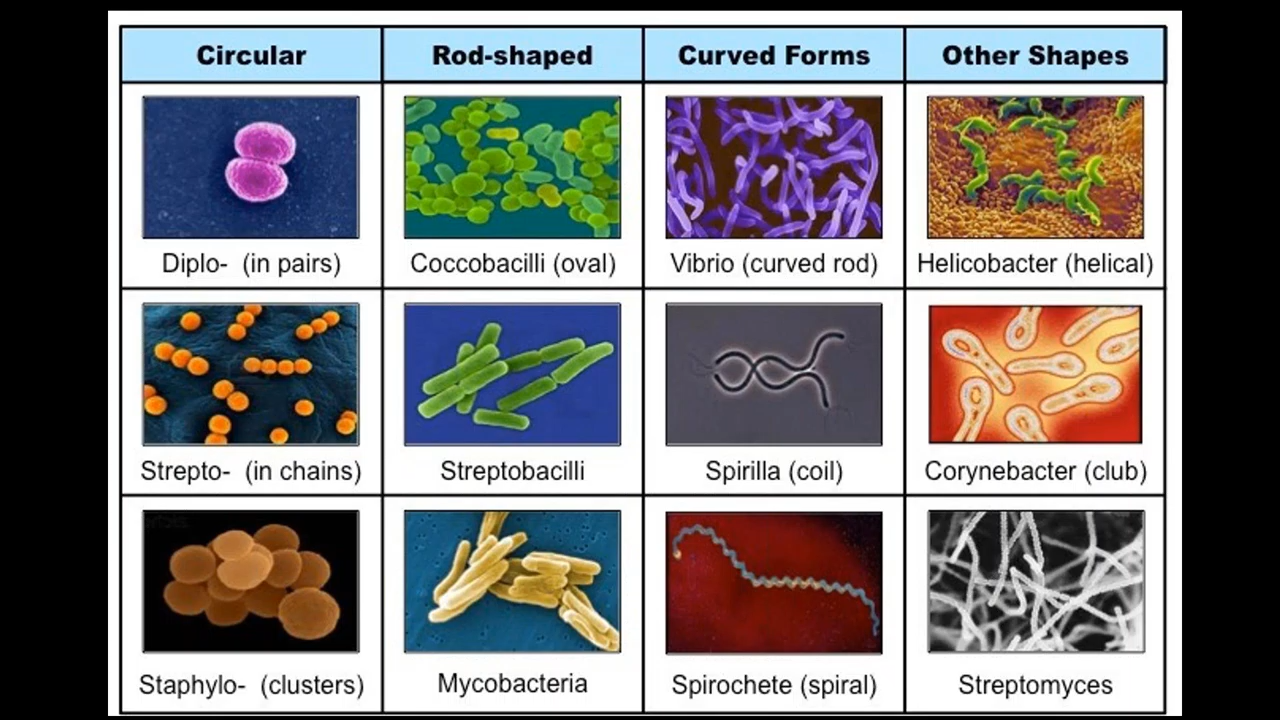 Circular Rod-shaped Curved Forms Other Shapes
Diplo- (in pairs) Coccobacilli (oval) Vibrio (curved rod) Helicobacter (helical)
Strepto- (in chains) Streptobacilli Spirilla (coil) Corynebacter (club)
Staphylo- (clusters) Mycobacteria Spirochete (spiral) Streptomyces